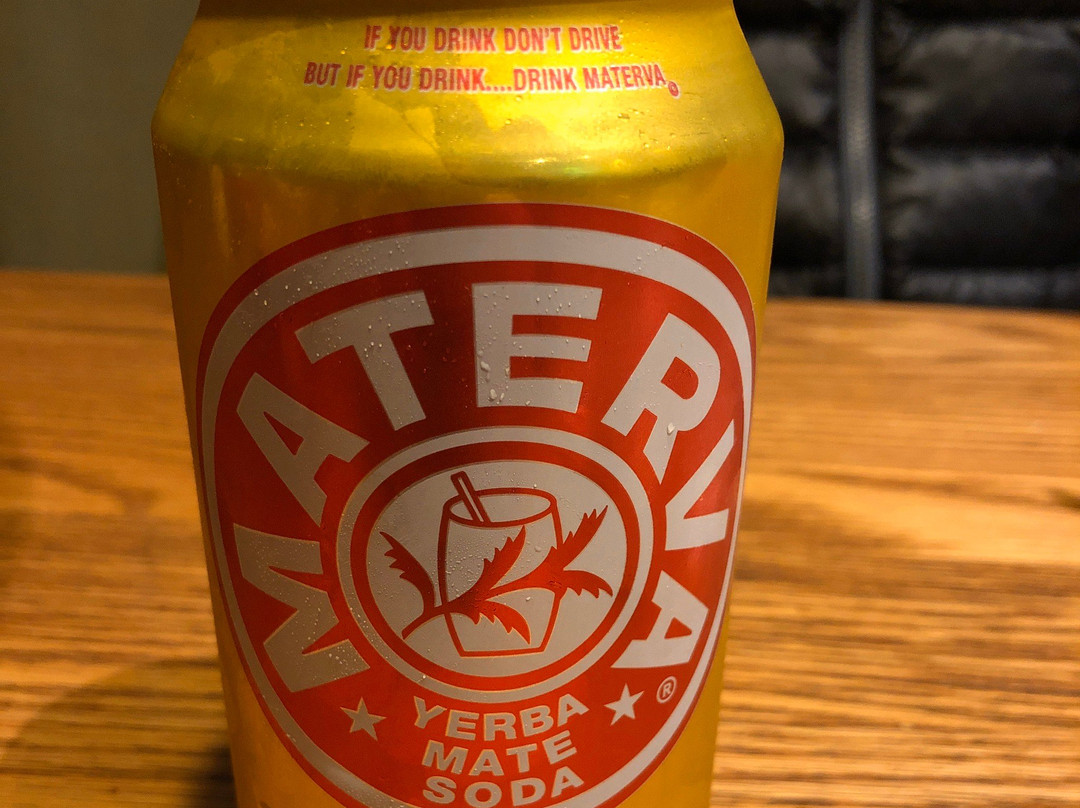 IF YOU DRINK DON'T DRIVE
BUT IF YOU DRINK....DRINK MATERVA
MATERVA
®
YERBA
MATE
SODA